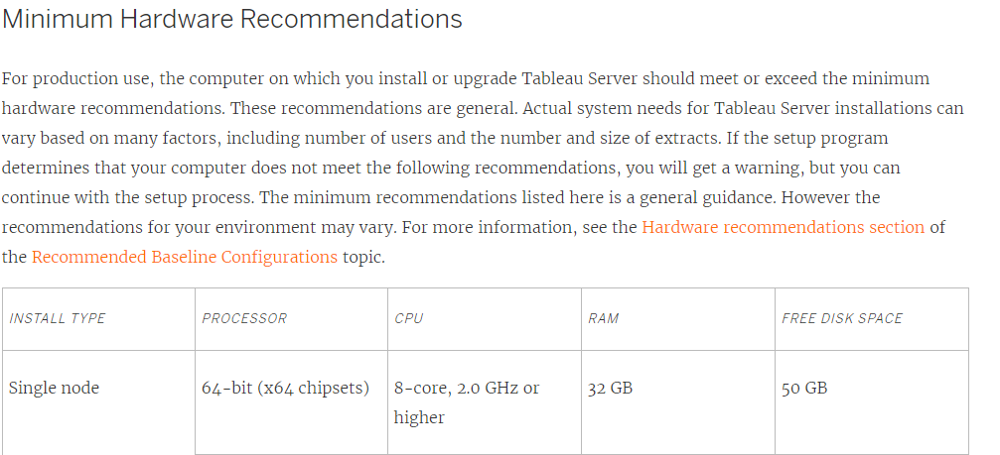 Minimum Hardware Recommendations
For production use, the computer on which you install or upgrade Tableau Server should meet or exceed the minimum
hardware recommendations. These recommendations are general. Actual system needs for Tableau Server installations can
vary based on many factors, including number of users and the number and size of extracts. If the setup program
determines that your computer does not meet the following recommendations, you will get a warning, but you can
continue with the setup process. The minimum recommendations listed here is a general guidance. However the
recommendations for your environment may vary. For more information, see the Hardware recommendations section of
the Recommended Baseline Configurations topic.
INSTALL TYPE PROCESSOR CPU RAM FREE DISK SPACE
Single node 64-bit (x64 chipsets) 8-core, 2.0 GHz or 32 GB 50 GB
higher